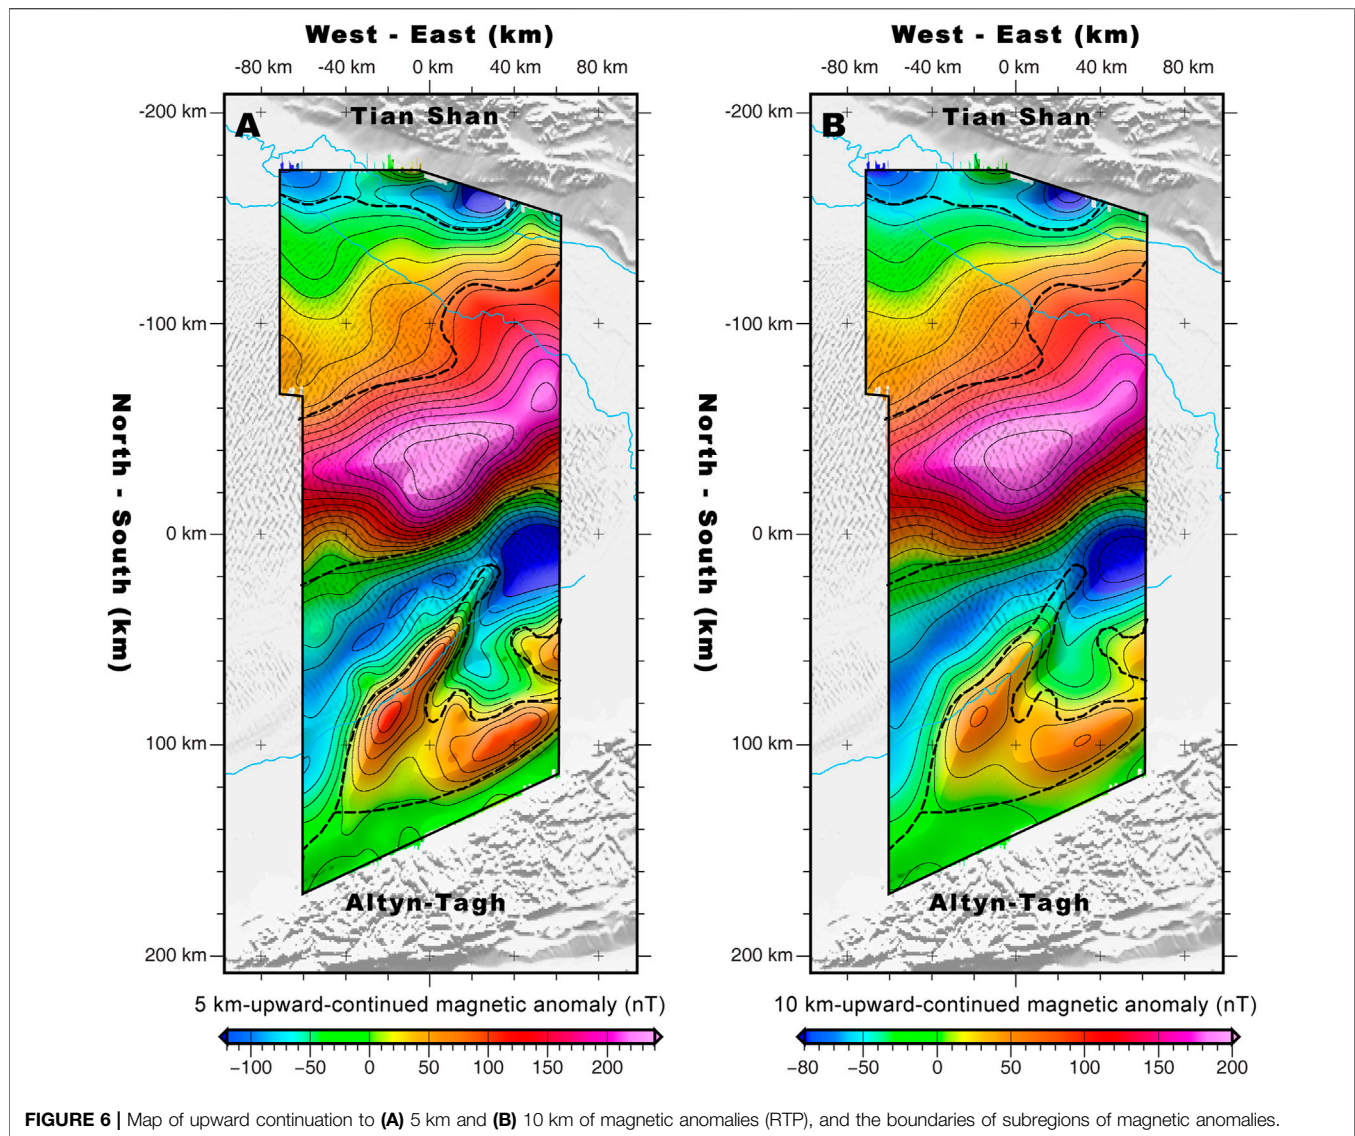 West - East (km)
-80 km -40 km 0 km 40 km 80 km
-200 km
A
Tian Shan
-100 km
North - South (km)
0 km
100 km
Altyn-Tagh
200 km
5 km-upward-continued magnetic anomaly (nT)
−100 −50 0 50 100 150 200
West - East (km)
-80 km -40 km 0 km 40 km 80 km
-200 km
B
Tian Shan
-100 km
North - South (km)
0 km
100 km
Altyn-Tagh
200 km
10 km-upward-continued magnetic anomaly (nT)
−80 −50 0 50 100 150 200
FIGURE 6 | Map of upward continuation to (A) 5 km and (B) 10 km of magnetic anomalies (RTP), and the boundaries of subregions of magnetic anomalies.